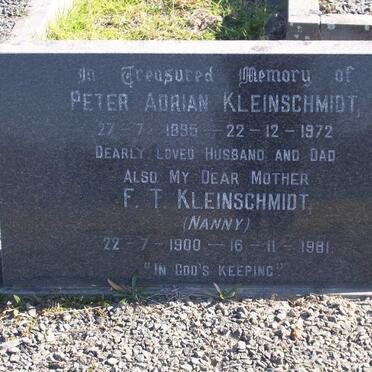 In Treasured Memory of
PETER ADRIAN KLEINSCHMIDT,
27-7-1895-22-12-1972
DEARLY LOVED HUSBAND AND DAD
ALSO MY DEAR MOTHER
F. T. KLEINSCHMIDT,
(NANNY)
22-7-1900-16-11-1981.
"IN GOD'S KEEPING"